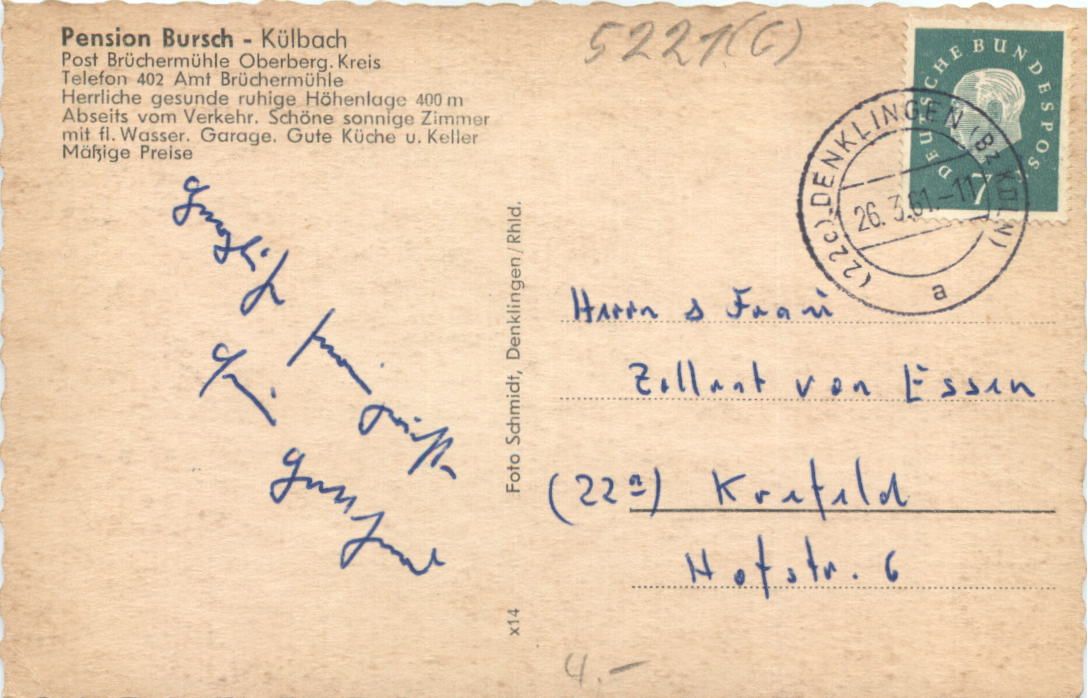 Pension Bursch - Külbach
Post Brüchermühle Oberberg. Kreis
Telefon 402 Amt Brüchermühle
Herrliche gesunde ruhige Höhenlage 400 m
Abseits vom Verkehr. Schöne sonnige Zimmer
mit fl. Wasser. Garage. Gute Küche u. Keller
Mäßige Preise
5221(C)
DEUTSCHE BUNDESPOST
7
(22c) DENKLINGEN (Bz. KÖLN)
26.3.61.-11
a
Foto Schmidt, Denklingen/Rhld.
x14
Herrn & Frau
von Essen
(22a) Krefeld
Hofstr. 6
4.-